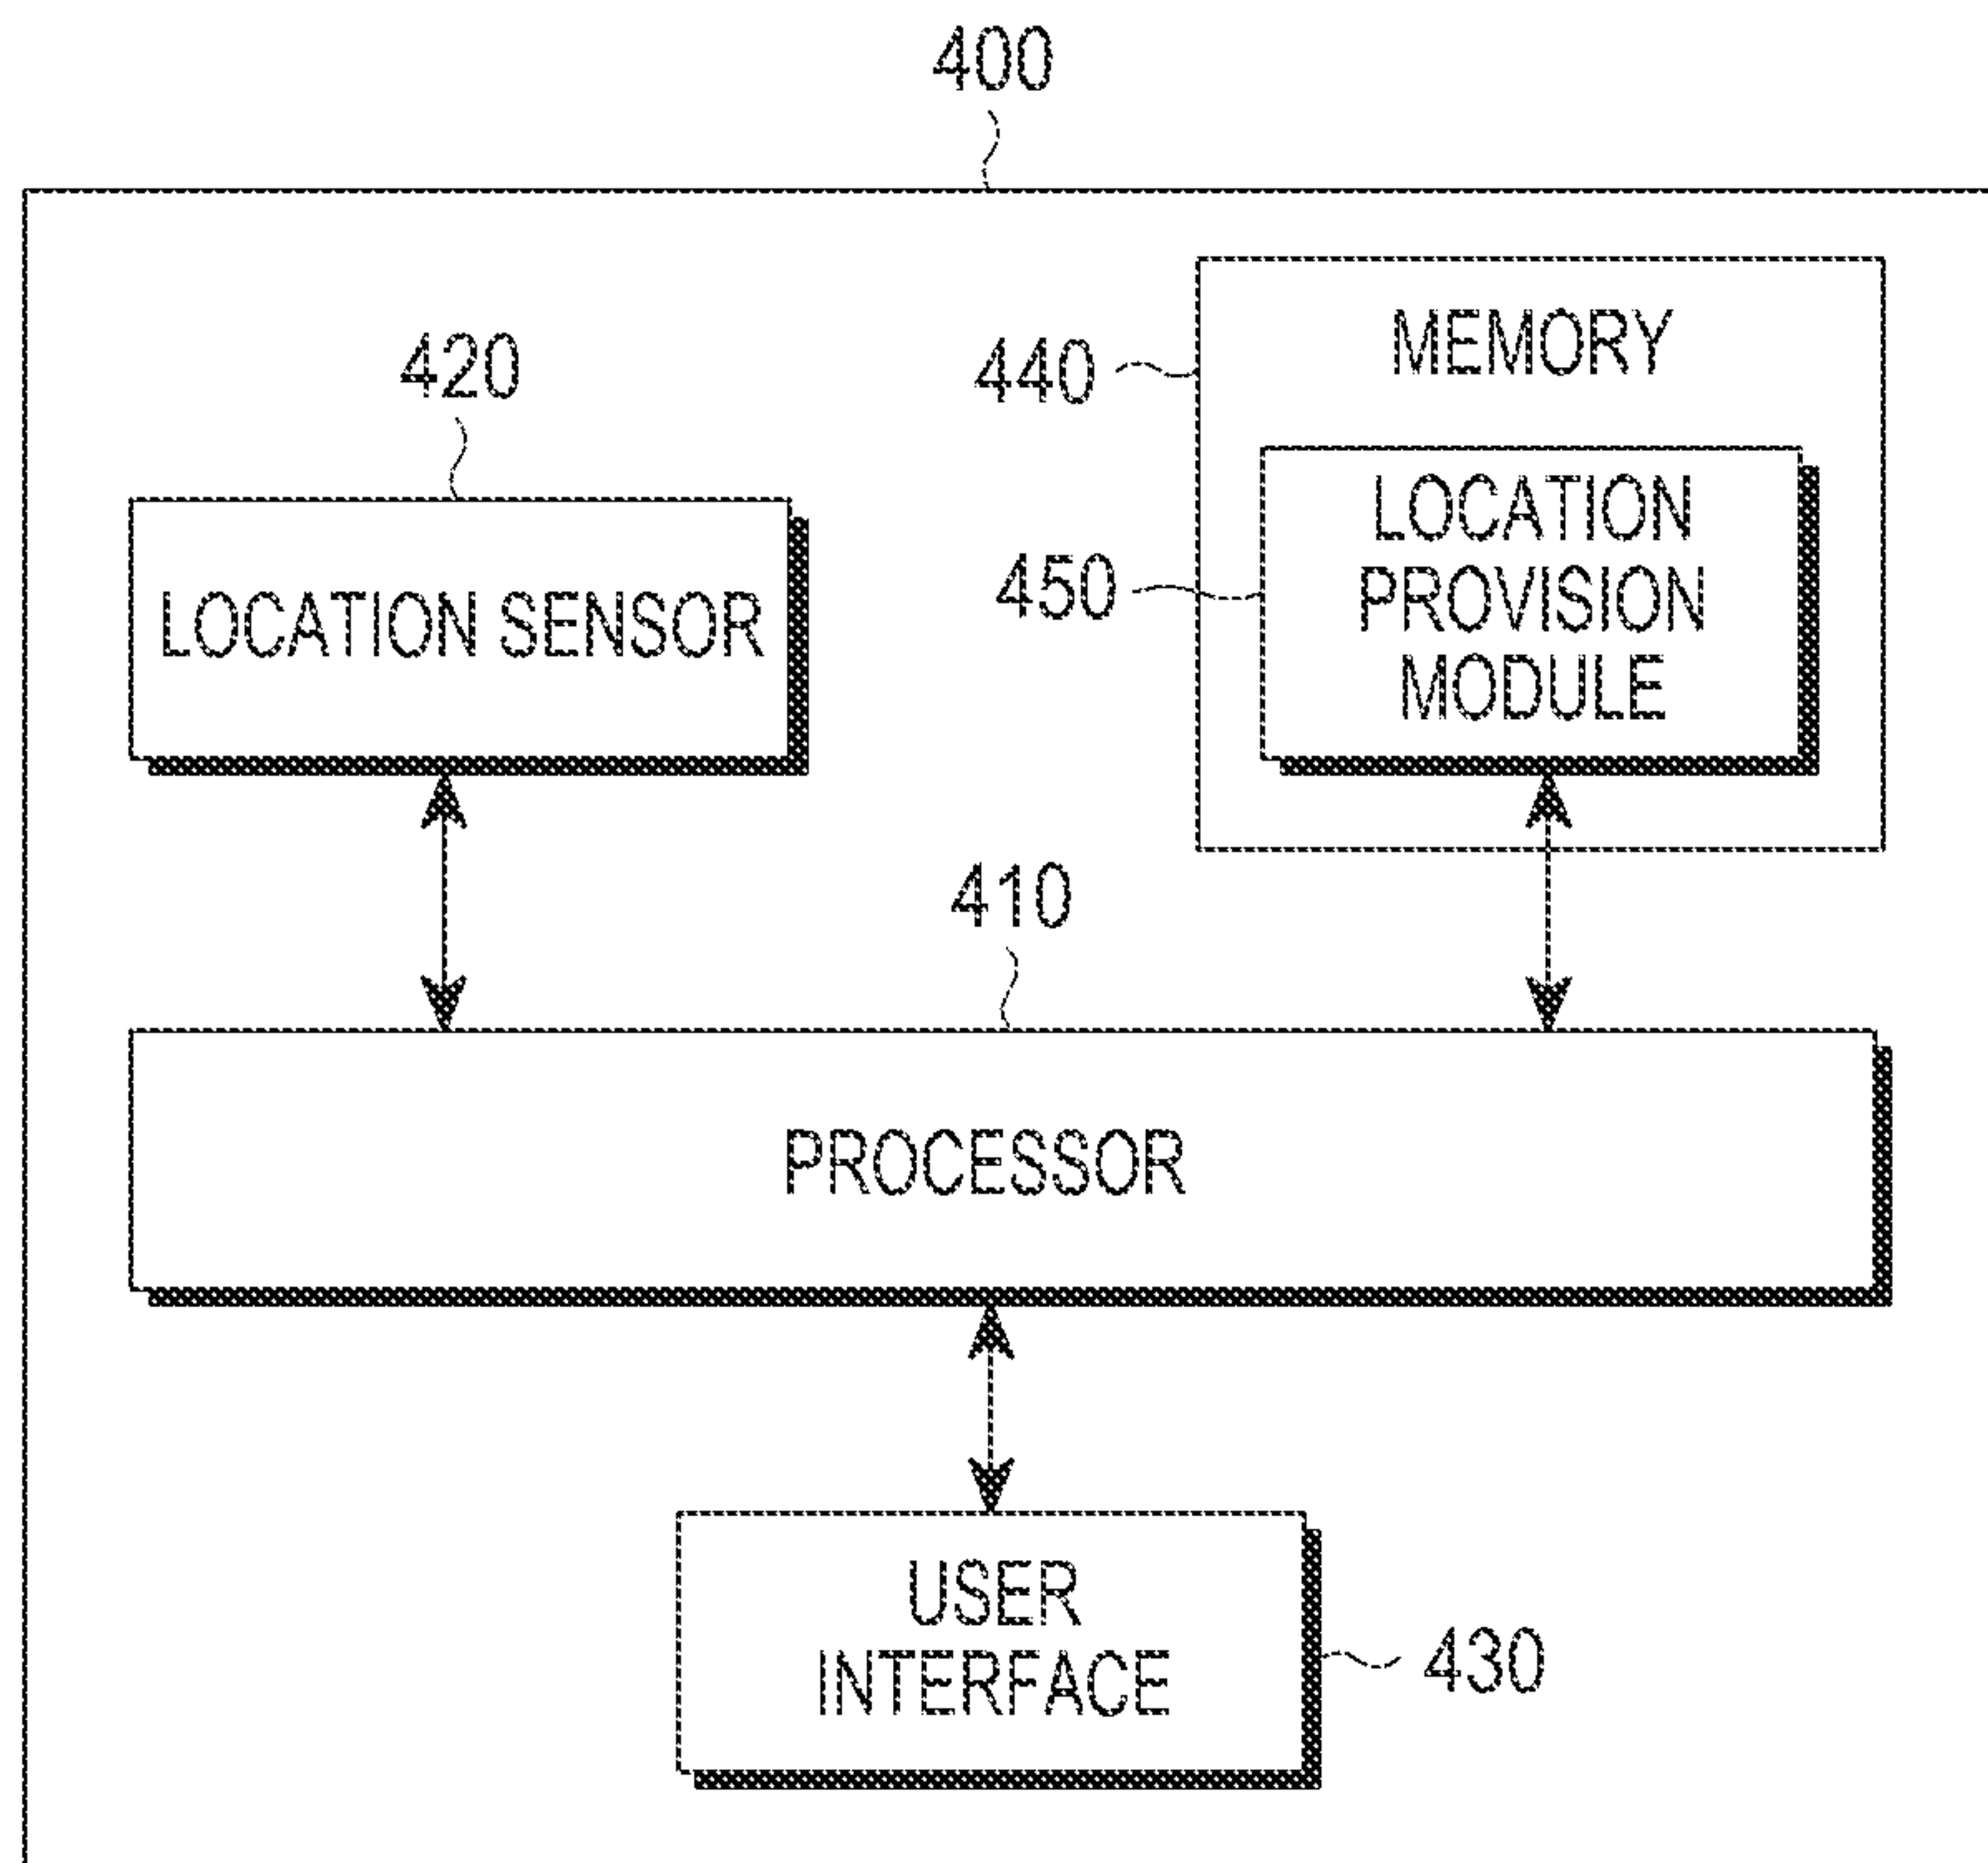 400
420
440
MEMORY
450
LOCATION
PROVISION
MODULE
LOCATION SENSOR
410
PROCESSOR
USER
INTERFACE
430